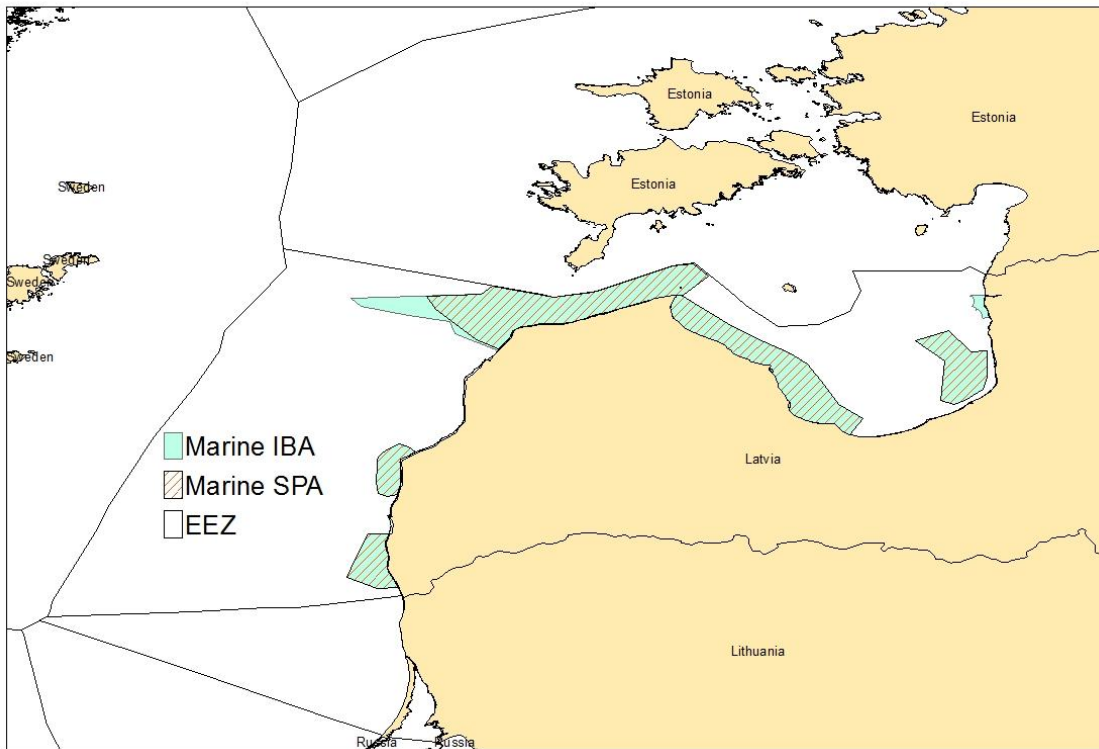 Estonia
Estonia
Estonia
Sweden
Sweden
Sweden
Sweden
Marine IBA
Marine SPA
EEZ
Latvia
Lithuania
Russia
Russia